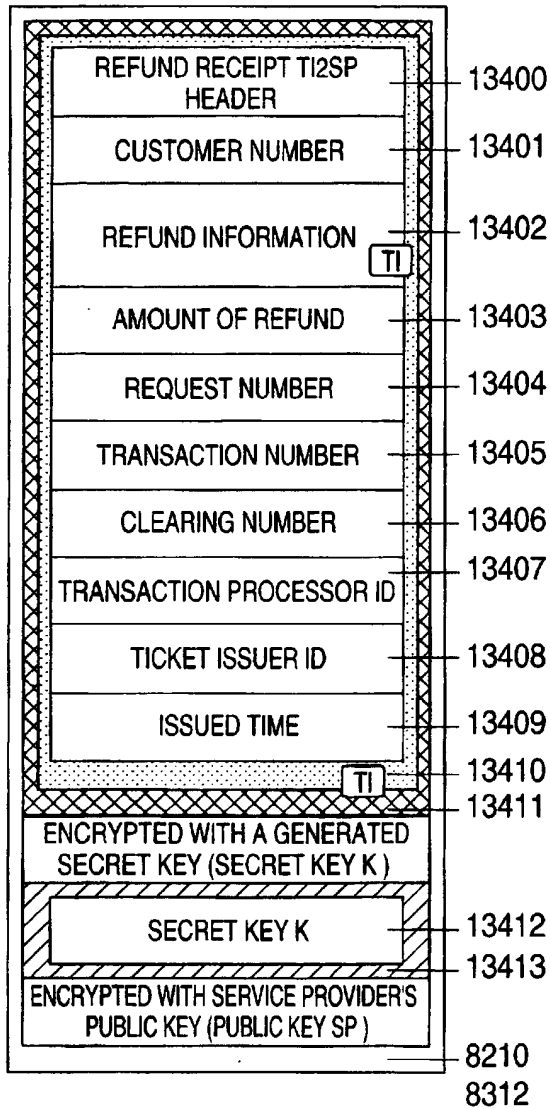 REFUND RECEIPT TI2SP
HEADER
13400
CUSTOMER NUMBER
13401
REFUND INFORMATION
13402
TI
AMOUNT OF REFUND
13403
REQUEST NUMBER
13404
TRANSACTION NUMBER
13405
CLEARING NUMBER
13406
13407
TRANSACTION PROCESSOR ID
TICKET ISSUER ID
13408
ISSUED TIME
13409
TI
13410
13411
ENCRYPTED WITH A GENERATED
SECRET KEY (SECRET KEY K )
SECRET KEY K
13412
13413
ENCRYPTED WITH SERVICE PROVIDER'S
PUBLIC KEY (PUBLIC KEY SP )
8210
8312